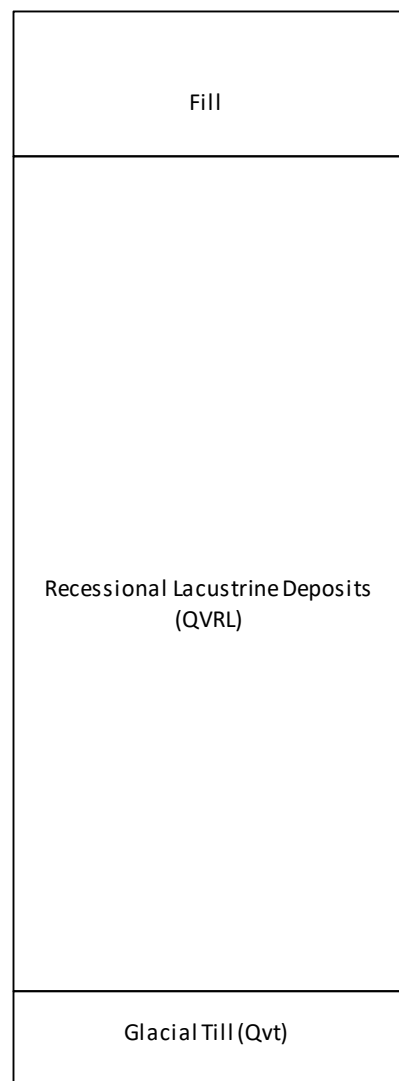 Fill
Recessional Lacustrine Deposits
(QVRL)
Glacial Till (Qvt)